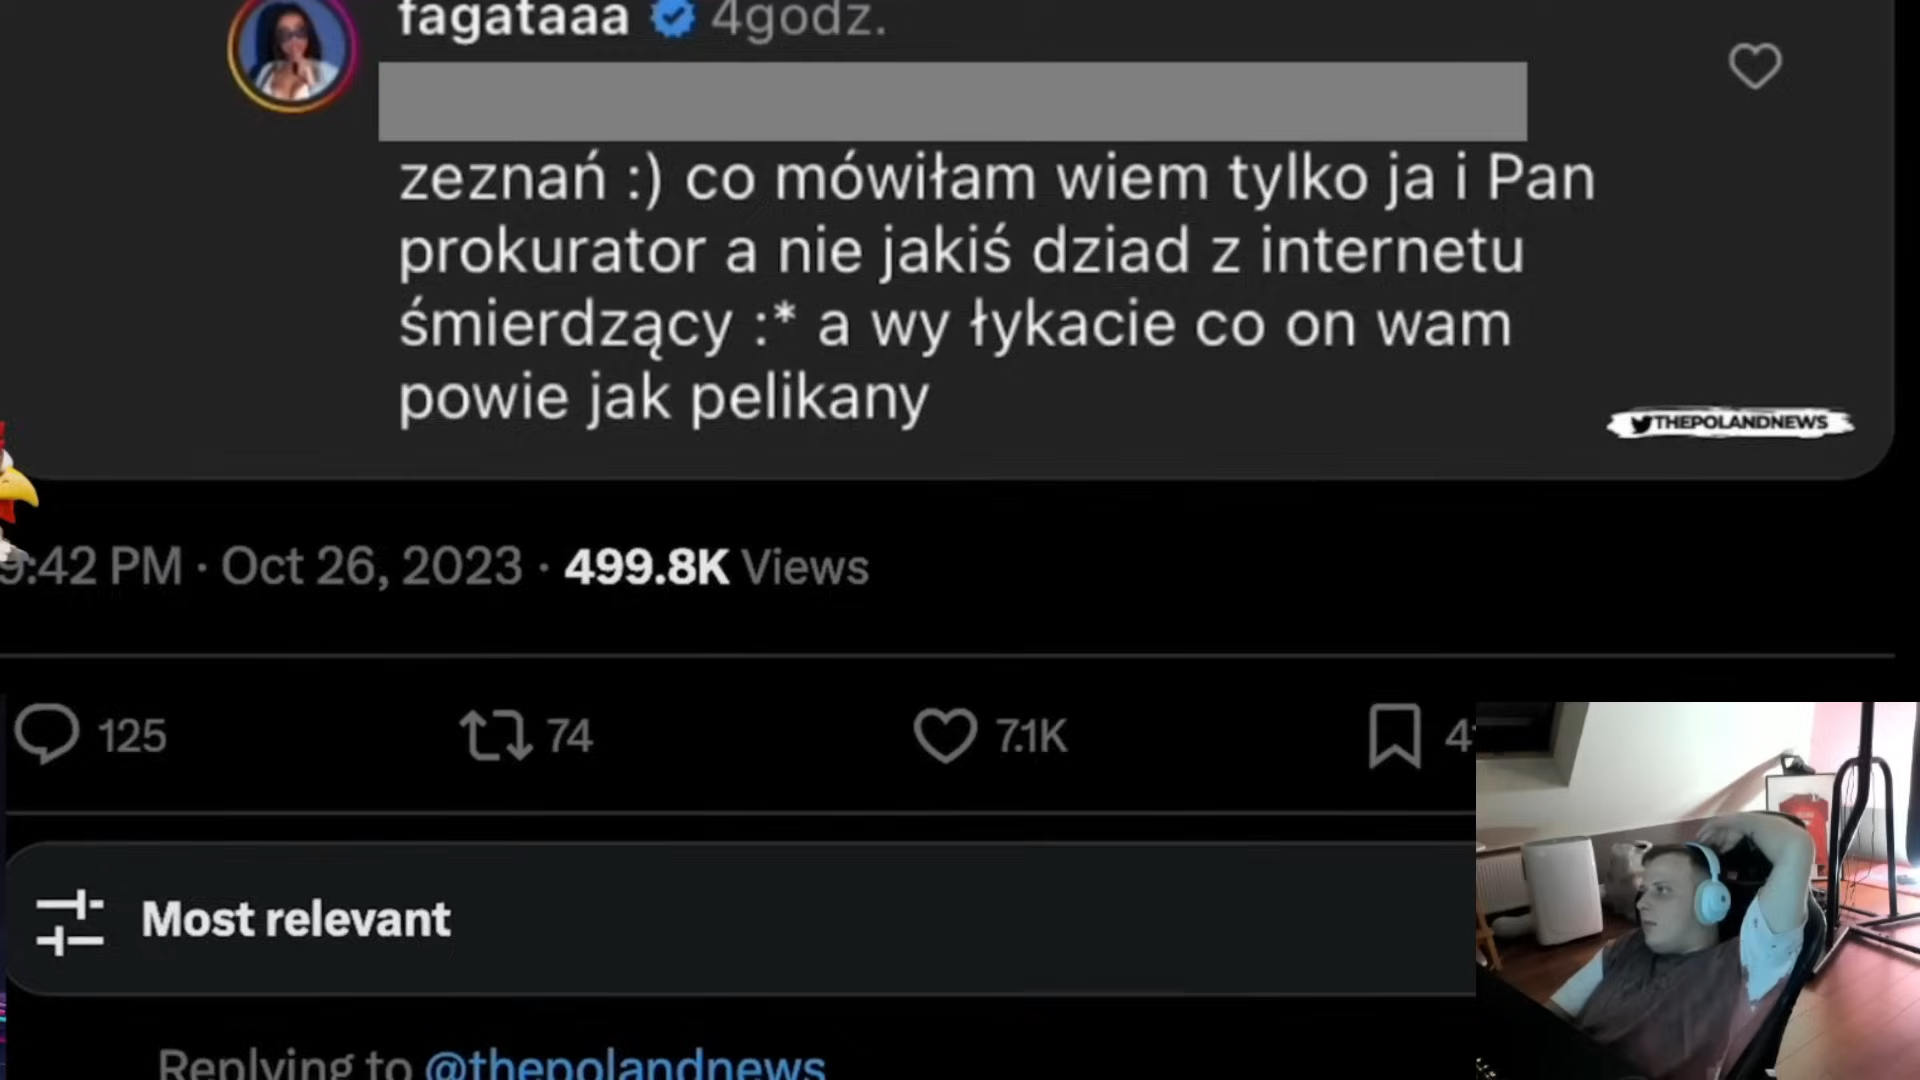 fagataaa 4godz.
zeznań :) co mówiłam wiem tylko ja i Pan
prokurator a nie jakiś dziad z internetu
śmierdzący :* a wy łykacie co on wam
powie jak pelikany
THEPOLANDNEWS
9:42 PM · Oct 26, 2023 · 499.8K Views
125 74 7.1K
Most relevant
Replying to @thepolandnews